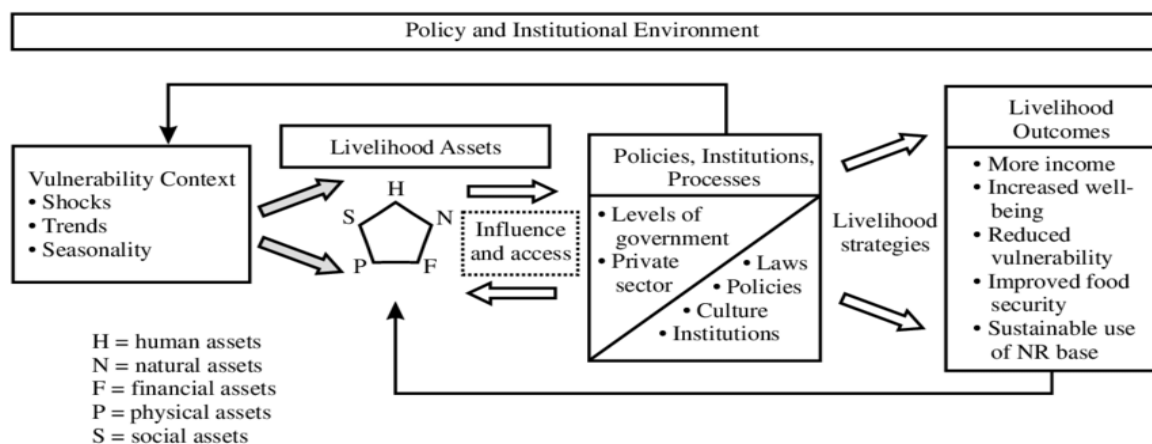 Policy and Institutional Environment
Vulnerability Context
• Shocks
• Trends
• Seasonality
Livelihood Assets
H
S
N
P
F
Influence
and access
Policies, Institutions,
Processes
• Levels of
government
• Private
sector
• Laws
• Policies
• Culture
• Institutions
Livelihood
strategies
Livelihood
Outcomes
• More income
• Increased well-
being
• Reduced
vulnerability
• Improved food
security
• Sustainable use
of NR base
H = human assets
N = natural assets
F = financial assets
P = physical assets
S = social assets